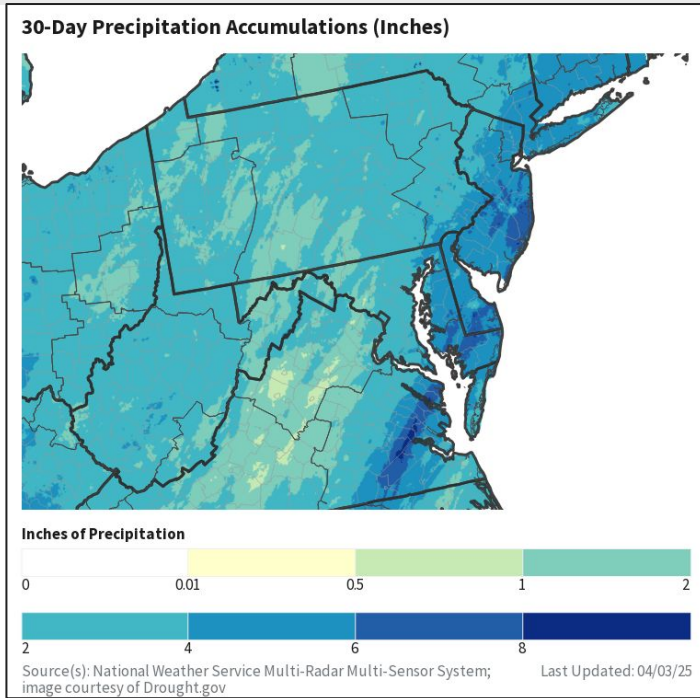 30-Day Precipitation Accumulations (Inches)
Inches of Precipitation
0 0.01 0.5 1 2
2 4 6 8
Source(s): National Weather Service Multi-Radar Multi-Sensor System; Last Updated: 04/03/25
image courtesy of Drought.gov